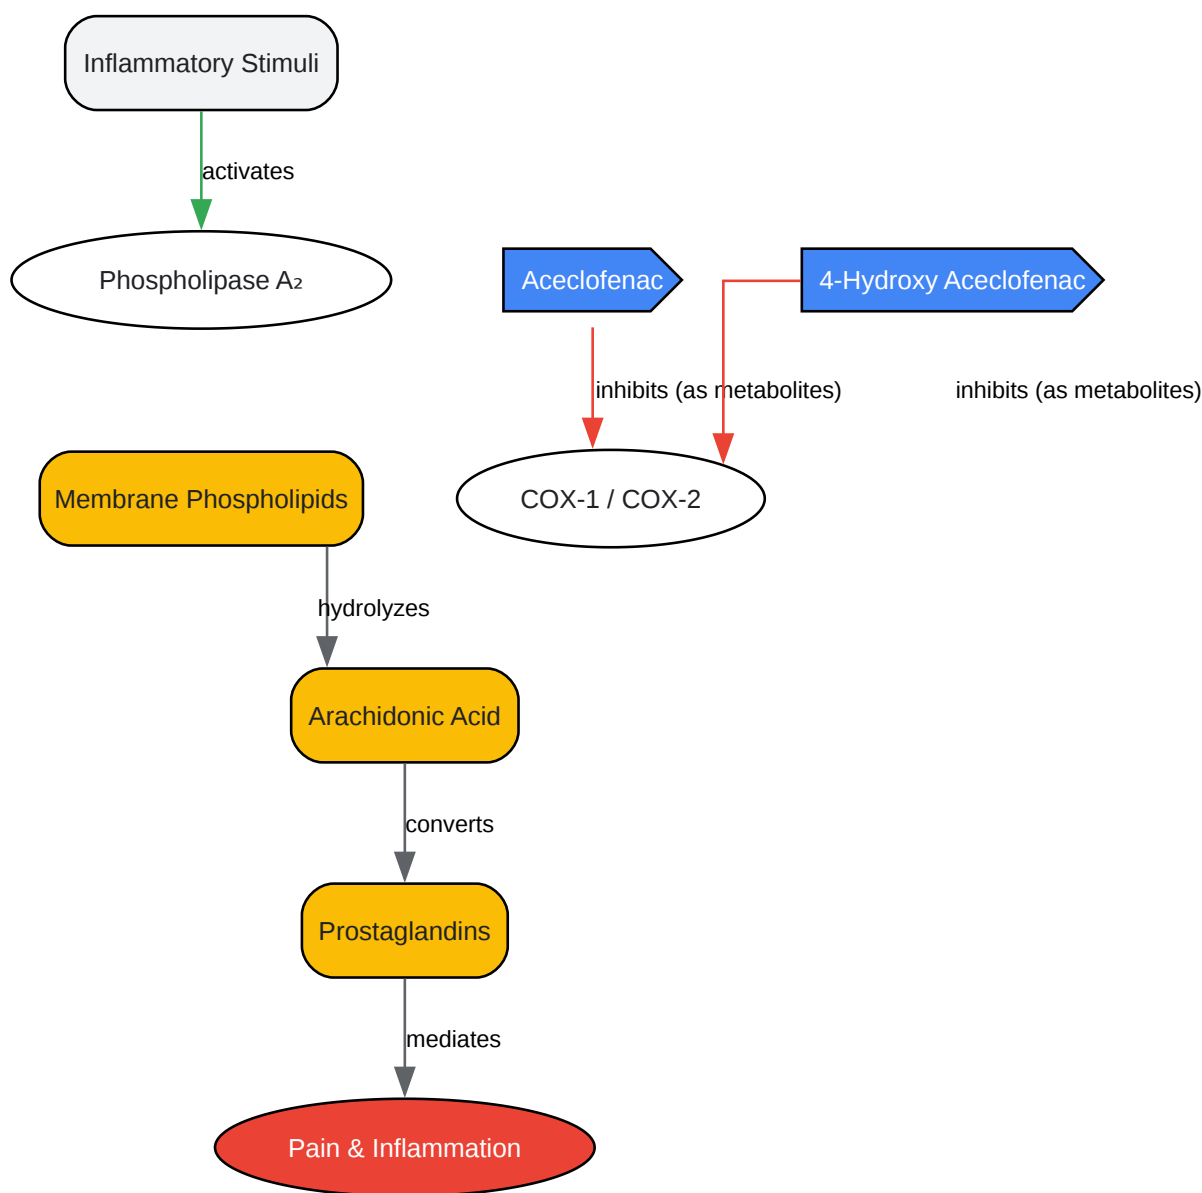 Inflammatory Stimuli
activates
Phospholipase A₂
Aceclofenac
4-Hydroxy Aceclofenac
inhibits (as metabolites)
inhibits (as metabolites)
Membrane Phospholipids
COX-1 / COX-2
hydrolyzes
Arachidonic Acid
converts
Prostaglandins
mediates
Pain & Inflammation